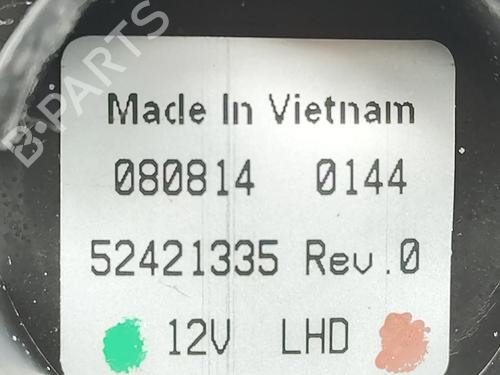 B-PARTS
Made In Vietnam
080814 0144
52421335 Rev.0
12V LHD